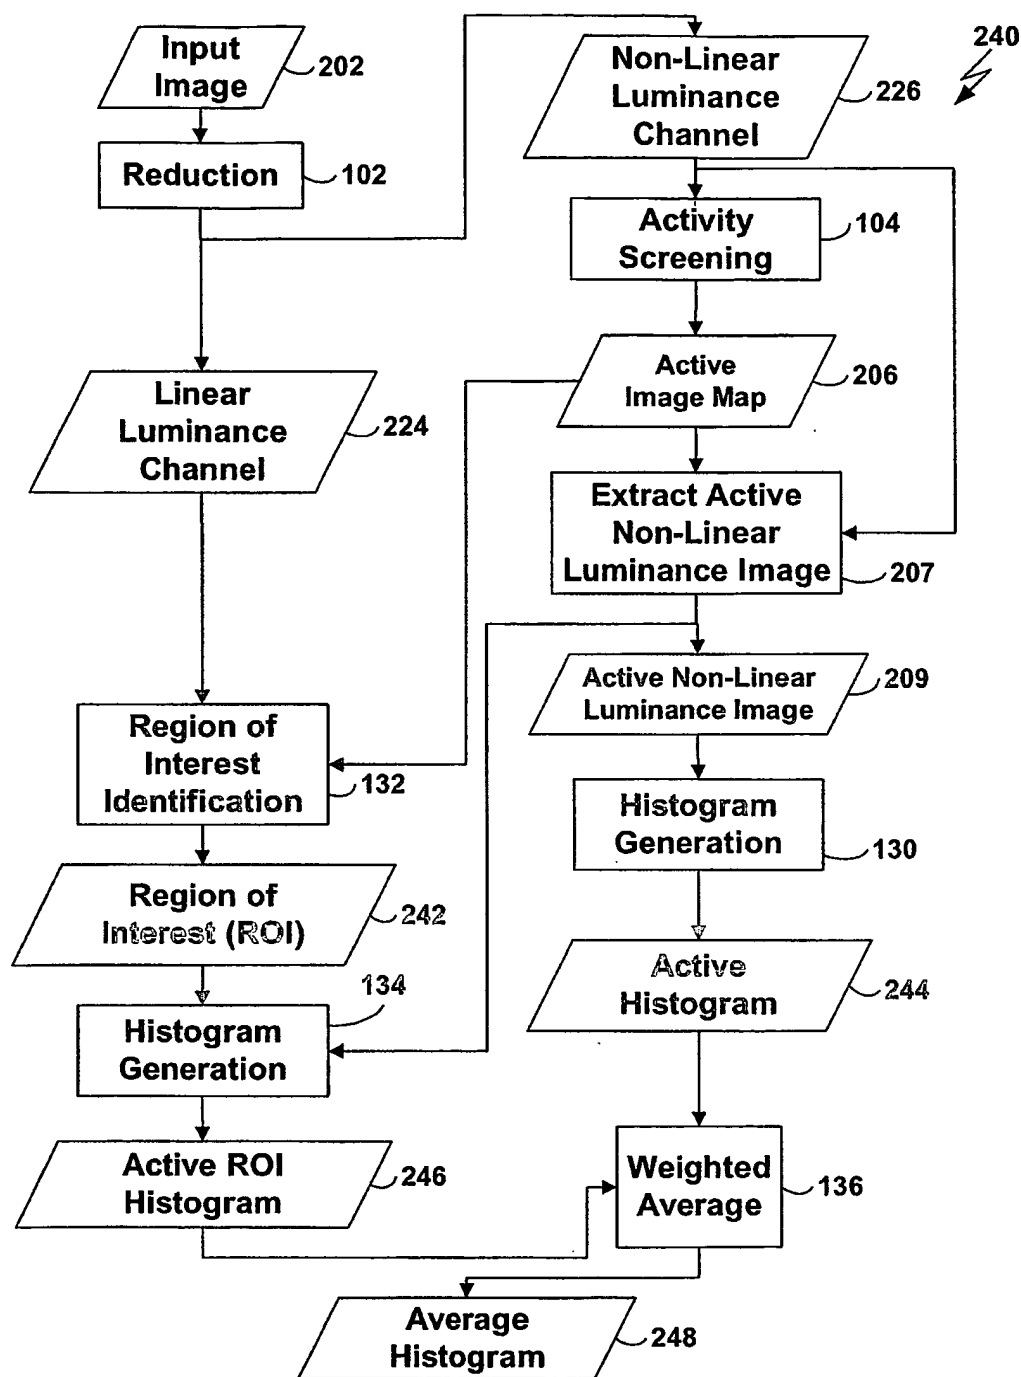 Input
Image
202
Reduction
102
Non-Linear
Luminance
Channel
226
240
Activity
Screening
104
Active
Image Map
206
Linear
Luminance
Channel
224
Extract Active
Non-Linear
Luminance Image
207
Active Non-Linear
Luminance Image
209
Region of
Interest
Identification
132
Histogram
Generation
130
Region of
Interest (ROI)
242
Active
Histogram
244
134
Histogram
Generation
Active ROI
Histogram
246
Weighted
Average
136
Average
Histogram
248